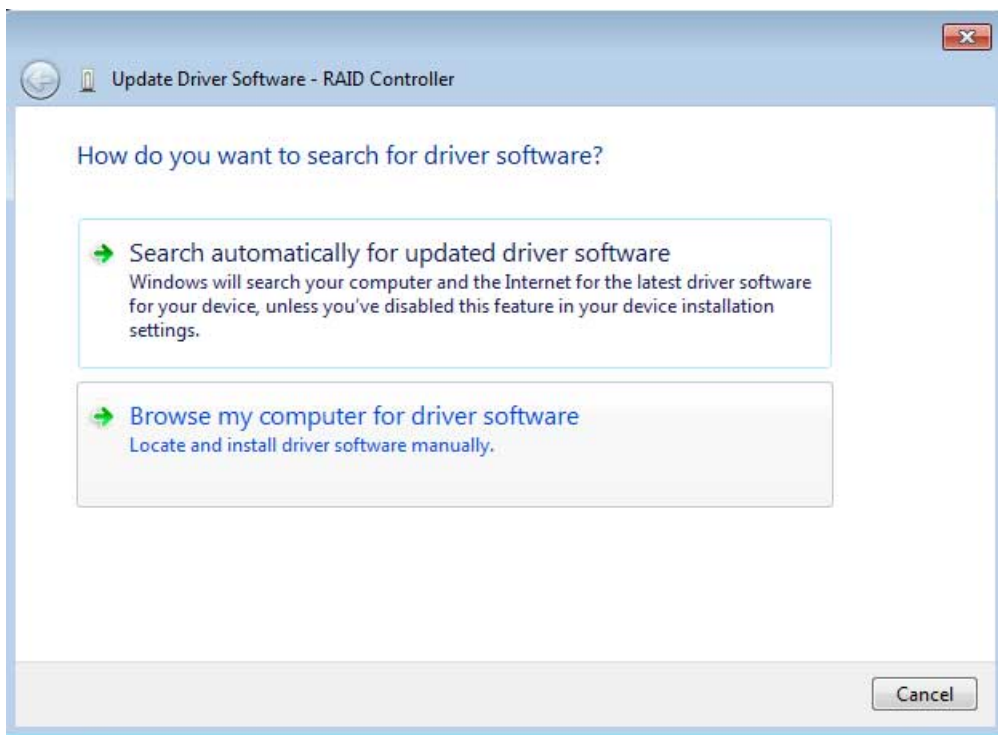 Update Driver Software - RAID Controller
How do you want to search for driver software?
Search automatically for updated driver software
Windows will search your computer and the Internet for the latest driver software
for your device, unless you've disabled this feature in your device installation
settings.
Browse my computer for driver software
Locate and install driver software manually.
Cancel